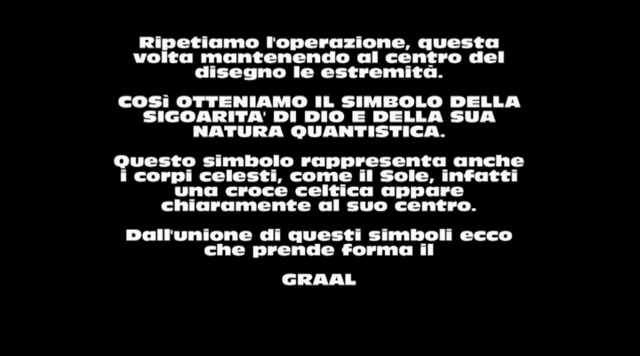 Ripetiamo l'operazione, questa
volta mantenendo al centro del
disegno le estremità.
COSÌ OTTENIAMO IL SIMBOLO DELLA
SIGOARITA' DI DIO E DELLA SUA
NATURA QUANTISTICA.
Questo simbolo rappresenta anche
i corpi celesti, come il Sole, infatti
una croce celtica appare
chiaramente al suo centro.
Dall'unione di questi simboli ecco
che prende forma il
GRAAL